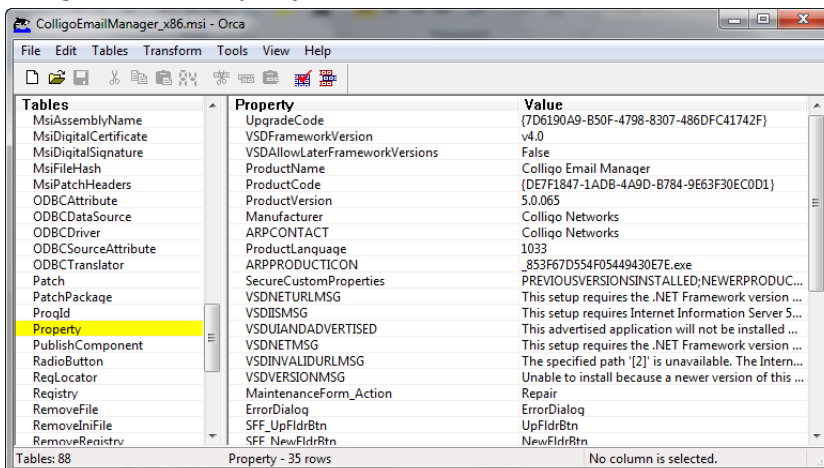 ColligoEmailManager_x86.msi - Orca
File Edit Tables Transform Tools View Help
Tables Property Value
MsiAssemblyName UpgradeCode {7D6190A9-B50F-4798-8307-486DFC41742F}
MsiDigitalCertificate VSDFrameworkVersion v4.0
MsiDigitalSignature VSDAllowLaterFrameworkVersions False
MsiFileHash ProductName Colligo Email Manager
MsiPatchHeaders ProductCode {DE7F1847-1ADB-4A9D-B784-9E63F30EC0D1}
ODBCAttribute ProductVersion 5.0.065
ODBCDataSource Manufacturer Colligo Networks
ODBCDriver ARPCONTACT Colligo Networks
ODBCSourceAttribute ProductLanguage 1033
ODBCTranslator ARPPRODUCTICON _853F67D554F05449430E7E.exe
Patch SecureCustomProperties PREVIOUSVERSIONSINSTALLED;NEWERPRODUC...
PatchPackage VSDNETURLMSG This setup requires the .NET Framework version ...
ProgId VSDIISMSG This setup requires Internet Information Server 5...
Property VSDUIANDADVERTISED This advertised application will not be installed ...
PublishComponent VSDNETMSG This setup requires the .NET Framework version ...
RadioButton VSDINVALIDURLMSG The specified path '[2]' is unavailable. The Intern...
RegLocator VSDVERSIONMSG Unable to install because a newer version of this ...
Registry MaintenanceForm_Action Repair
RemoveFile ErrorDialog ErrorDialog
RemoveIniFile SFF_UpFldrBtn UpFldrBtn
RemoveRegistry SFF_NewFldrBtn NewFldrBtn
Tables: 88 Property - 35 rows No column is selected.